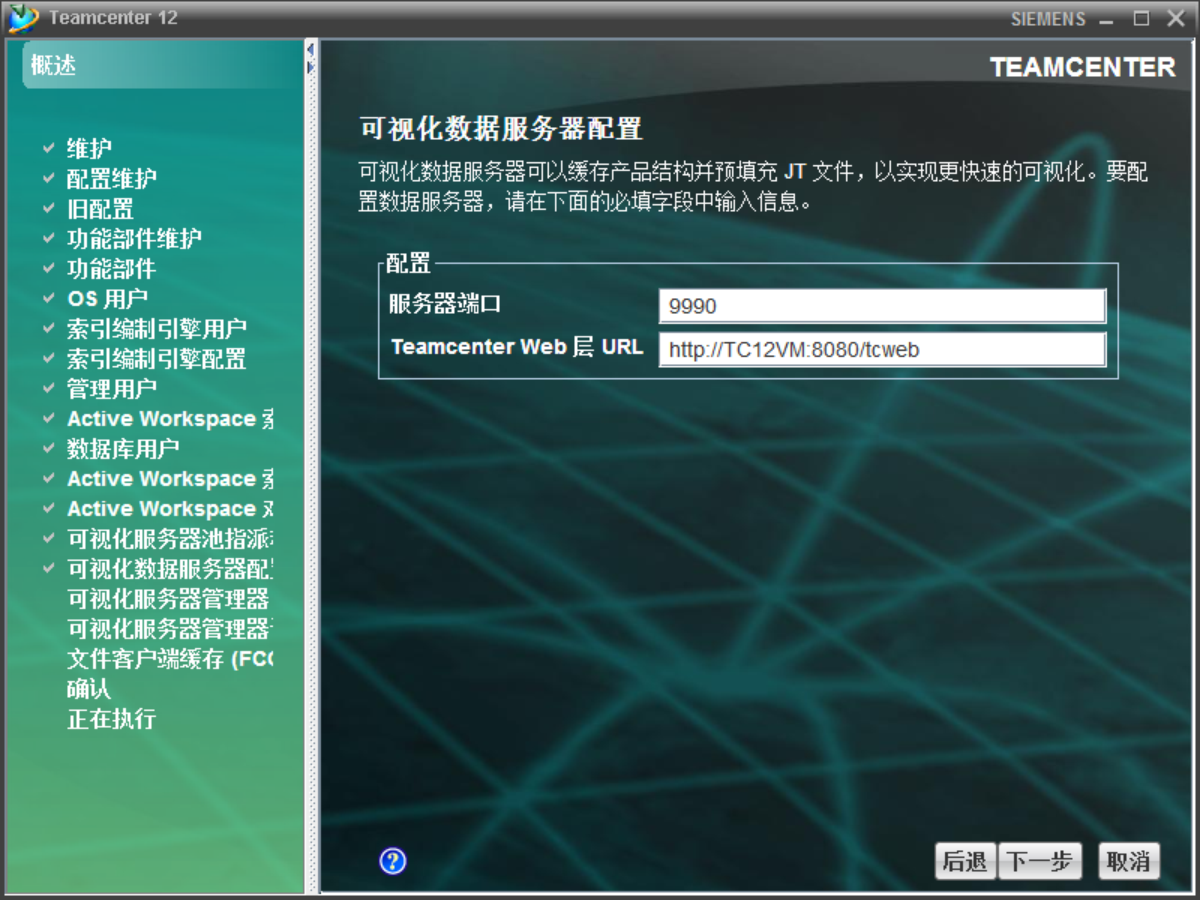 Teamcenter 12
SIEMENS
概述
TEAMCENTER
维护
配置维护
旧配置
功能部件维护
功能部件
OS 用户
索引编制引擎用户
索引编制引擎配置
管理用户
Active Workspace
数据库用户
Active Workspace
Active Workspace
可视化服务器池指派
可视化数据服务器配
可视化服务器管理器
可视化服务器管理器
文件客户端缓存 (FC
确认
正在执行
可视化数据服务器配置
可视化数据服务器可以缓存产品结构并预填充 JT 文件，以实现更快速的可视化。要配
置数据服务器，请在下面的必填字段中输入信息。
配置
服务器端口
9990
Teamcenter Web 层 URL
http://TC12VM:8080/tcweb
后退
下一步
取消